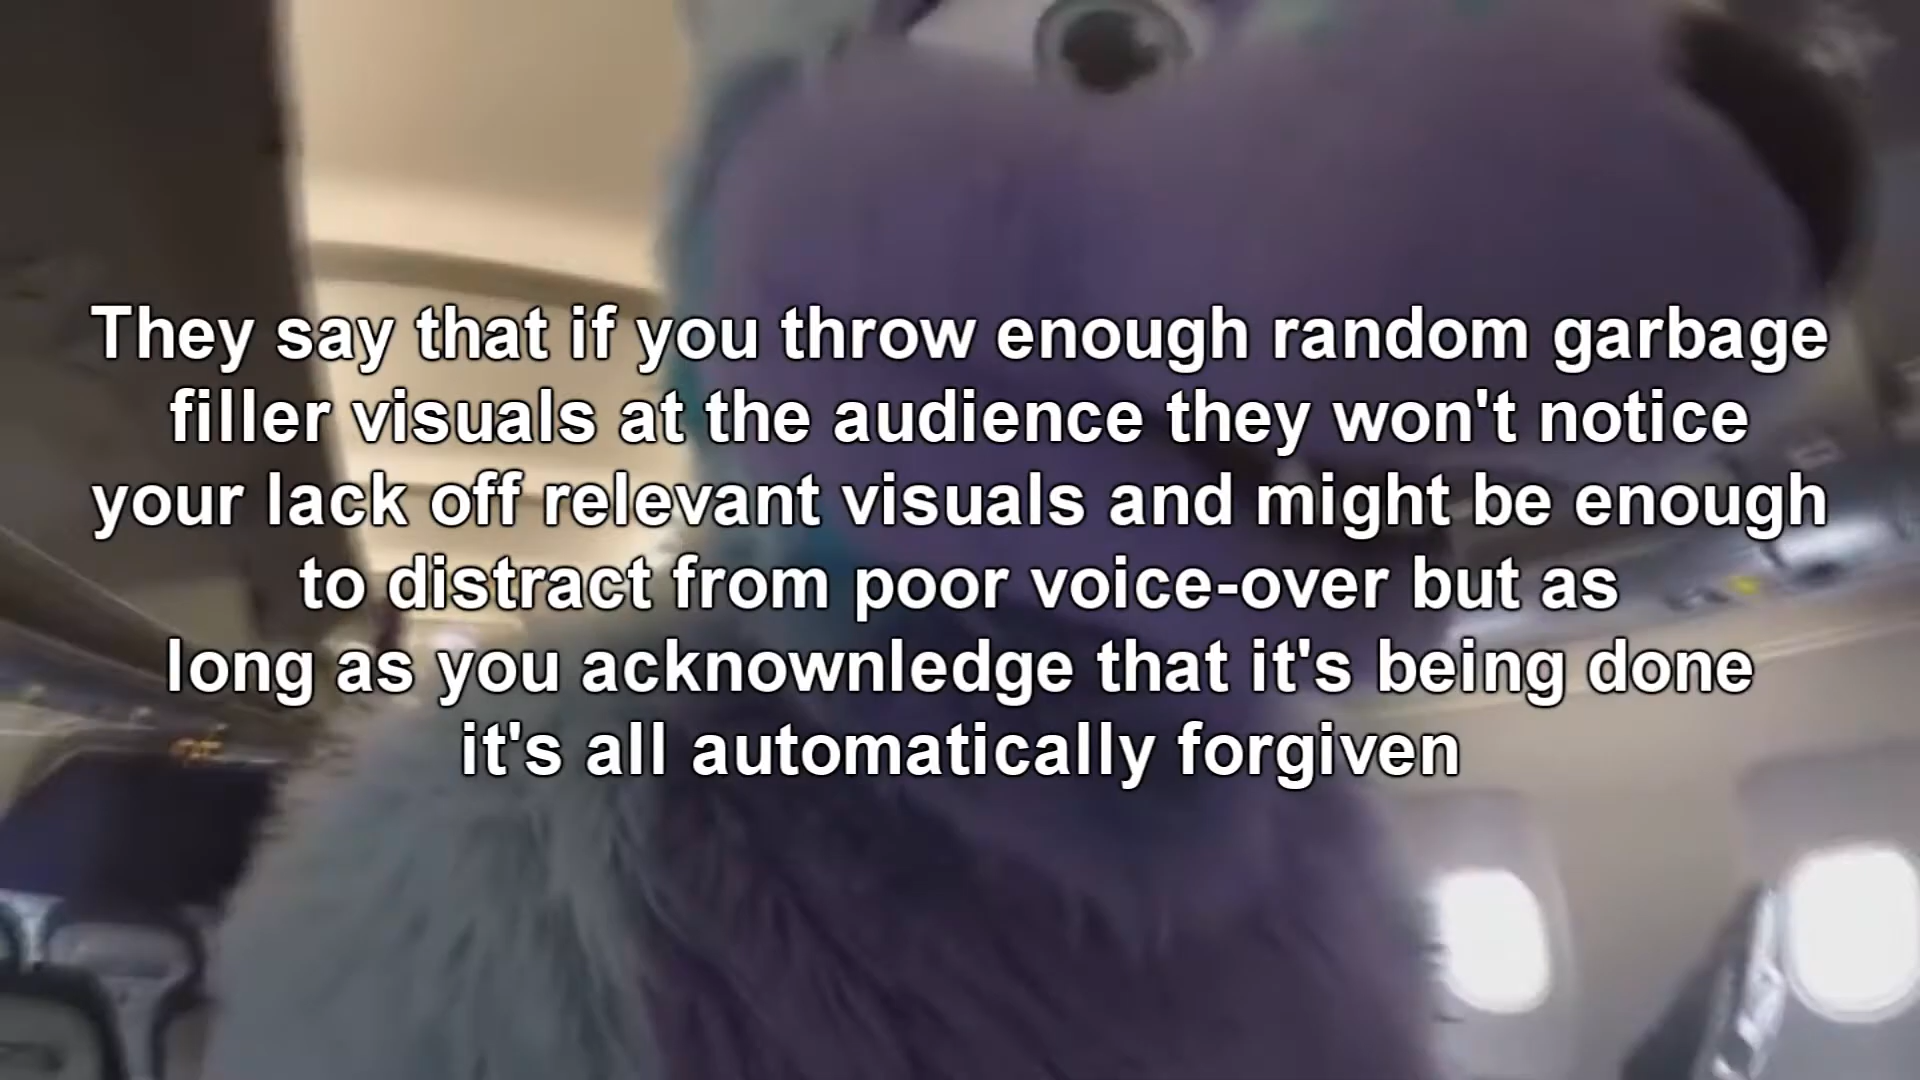 They say that if you throw enough random garbage
filler visuals at the audience they won't notice
your lack off relevant visuals and might be enough
to distract from poor voice-over but as
long as you acknownledge that it's being done
it's all automatically forgiven